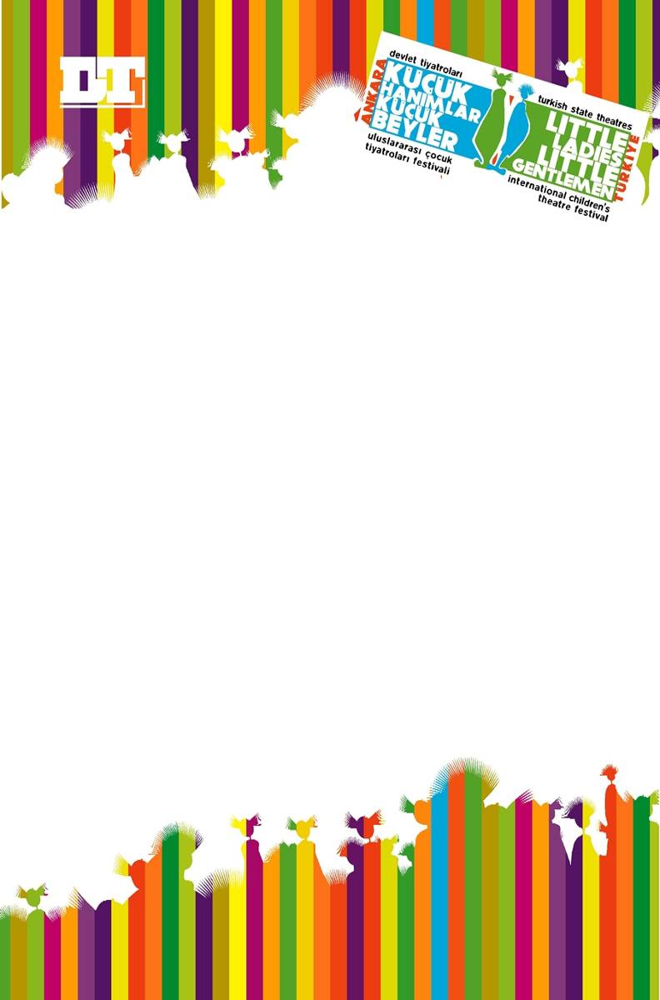 DT
devlet tiyatroları
ANKARA
KÜÇÜK
HANIMLAR
KÜÇÜK
BEYLER
uluslararası çocuk
tiyatroları festivali
turkish state theatres
LITTLE
LADIES
LITTLE
GENTLEMEN
TÜRKİYE
international children's
theatre festival